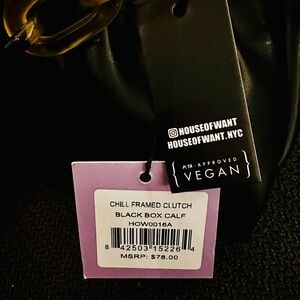 @HOUSEOFWANT
HOUSEOFWANT.NYC
PETA-APPROVED
VEGAN
CHILL FRAMED CLUTCH
BLACK BOX CALF
HOW0016A
8 42503 15226 4
MSRP: $78.00